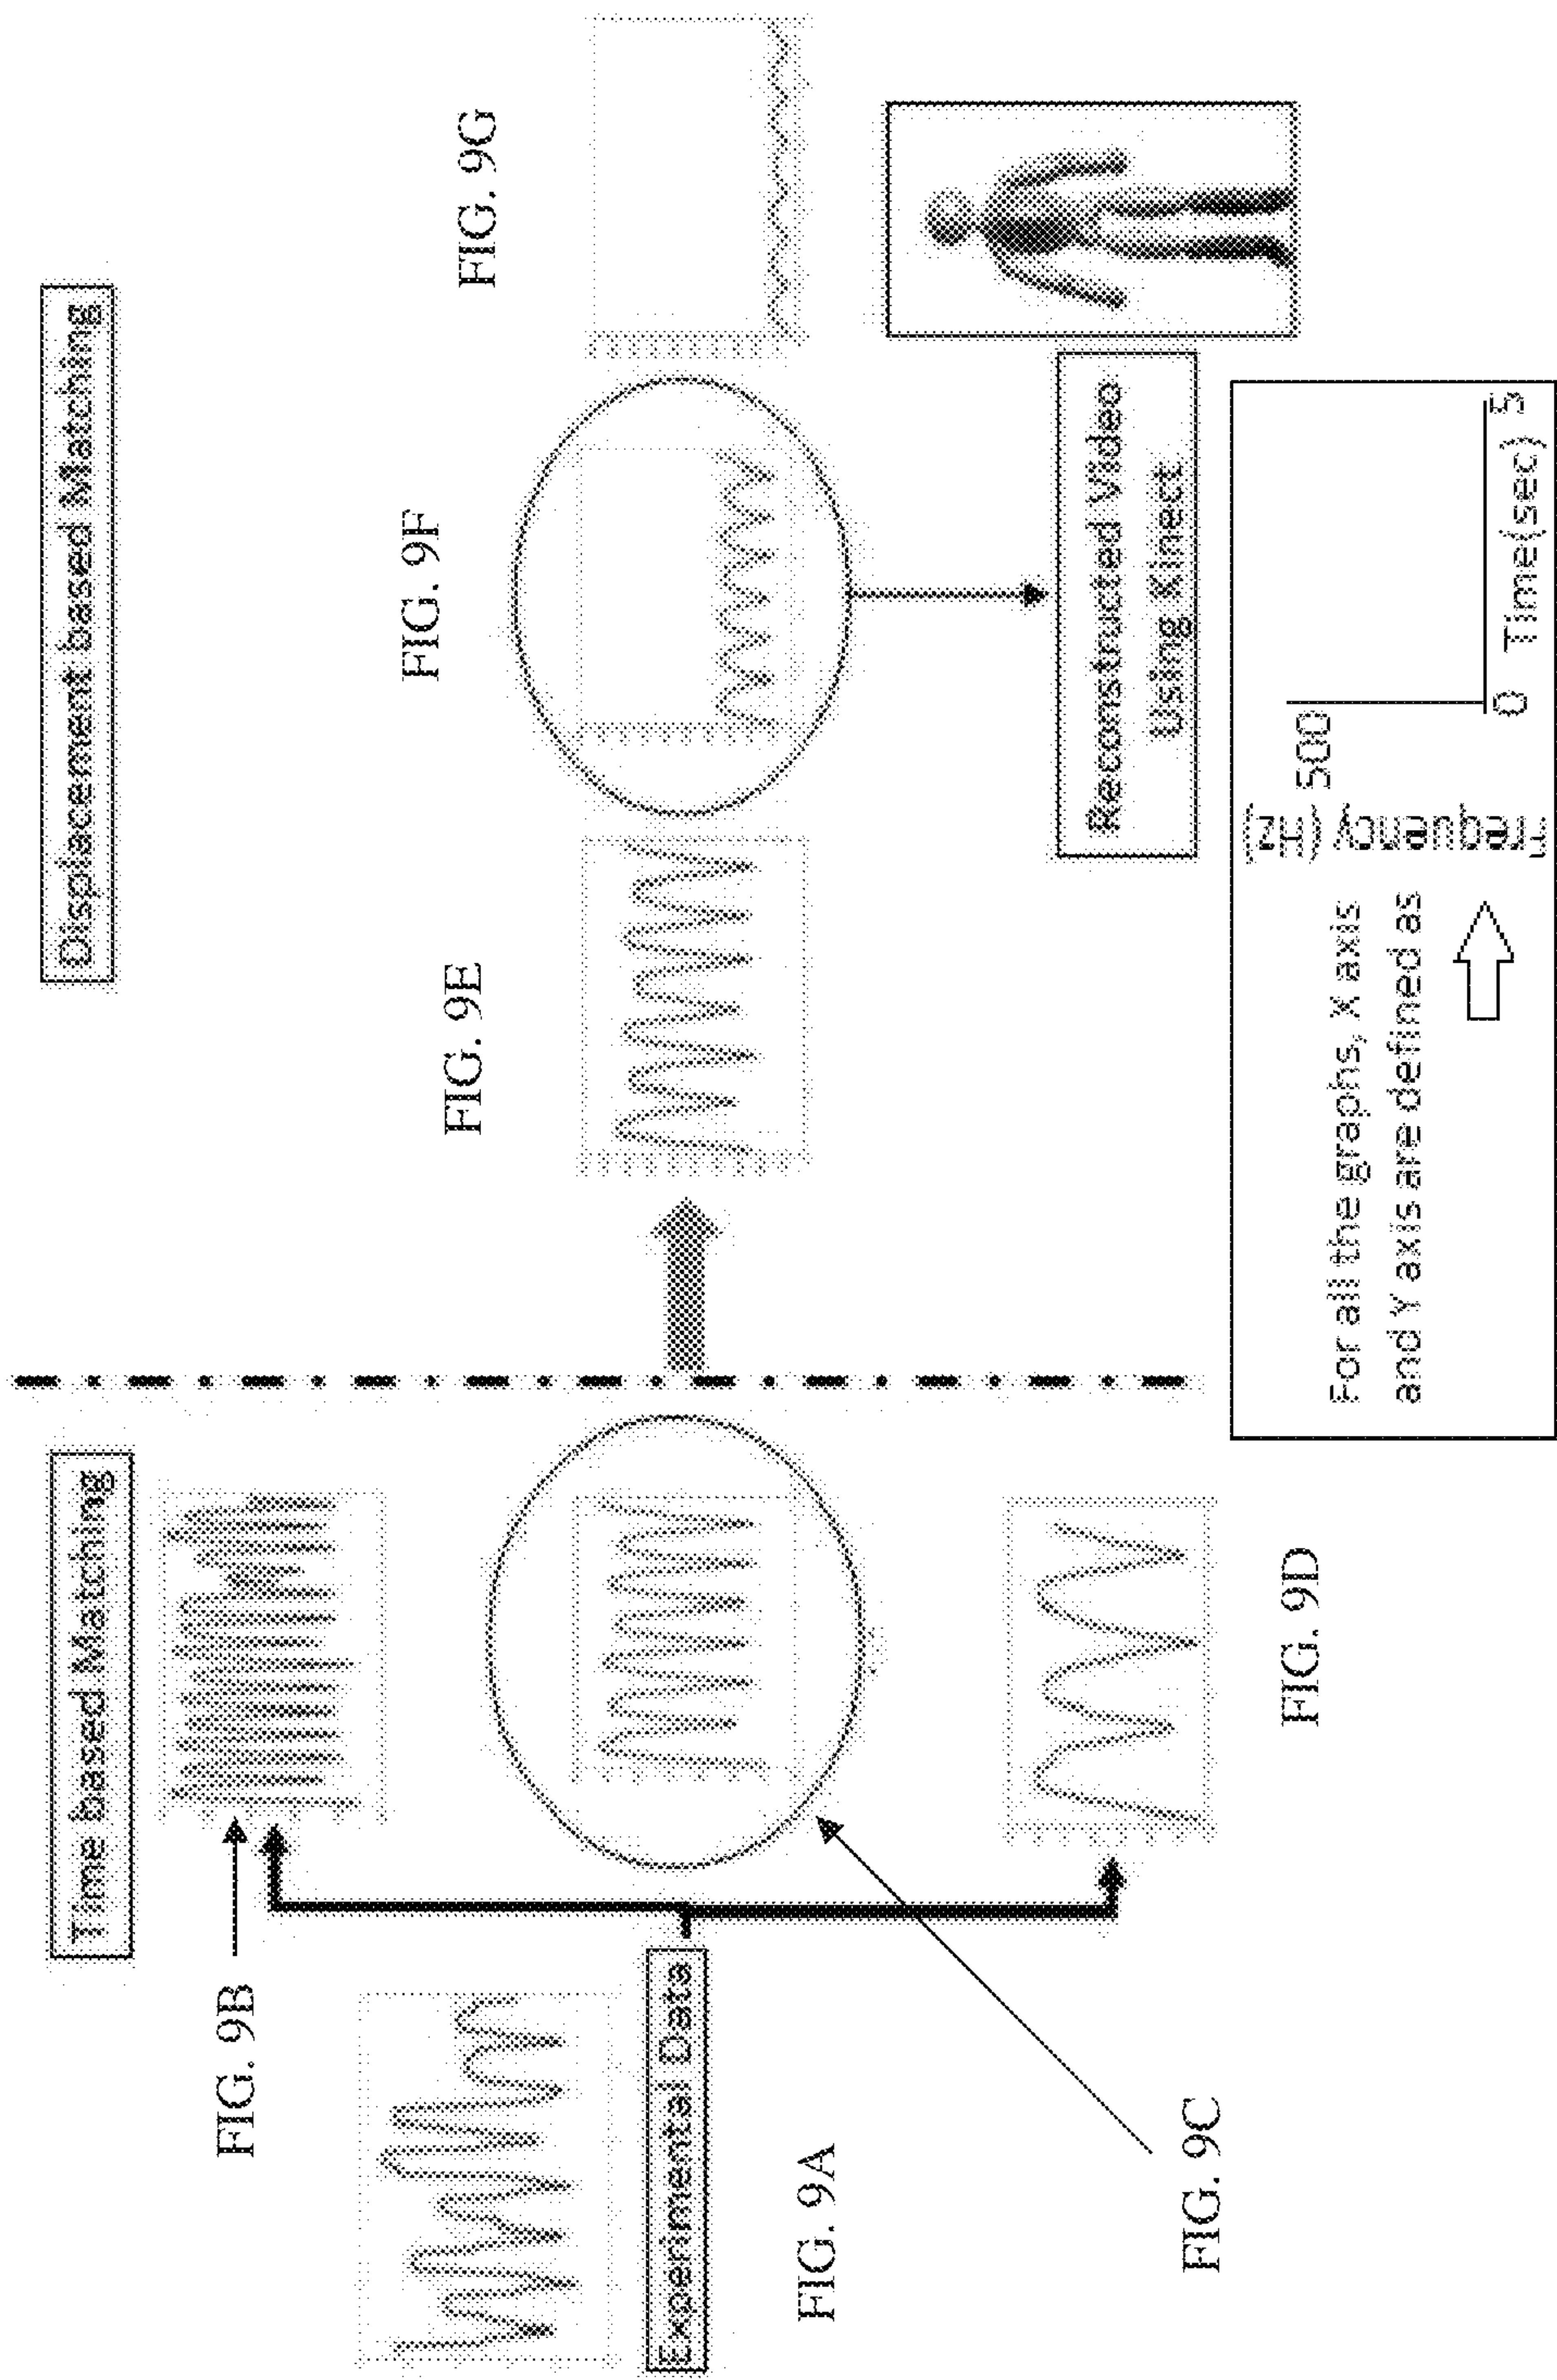 Time based Matching
Displacement based Matching
FIG. 9B
FIG. 9E
FIG. 9F
FIG. 9G
Experimental Data
FIG. 9A
FIG. 9C
FIG. 9D
Reconstructed Video
Using Kinect
For all the graphs, X axis
and Y axis are defined as
Frequency (Hz)
500
0 Time(sec) 5